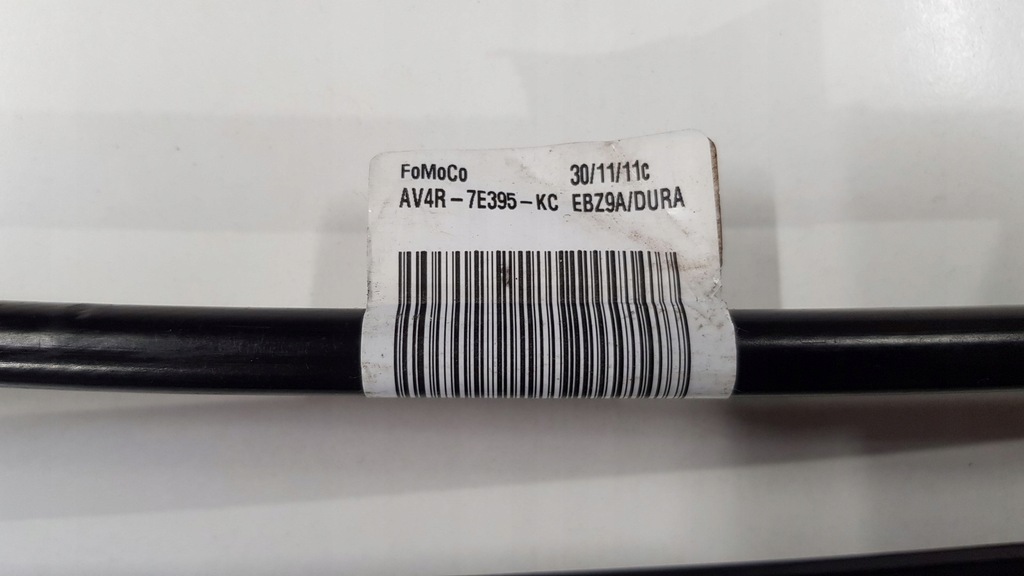 FoMoCo 30/11/11c
AV4R-7E395-KC EBZ9A/DURA